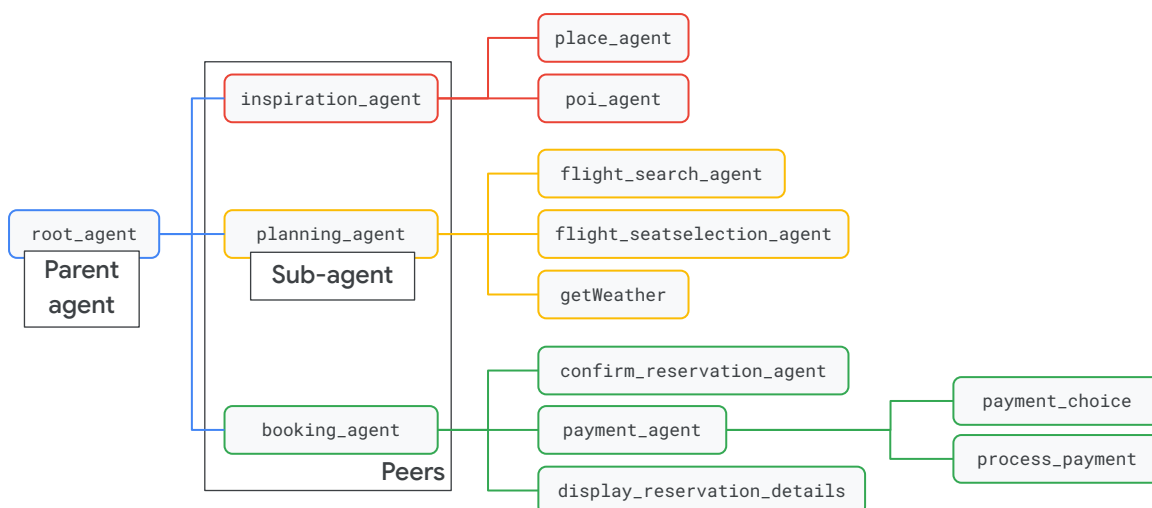 place_agent
inspiration_agent
poi_agent
flight_search_agent
root_agent
planning_agent
flight_seatselection_agent
Parent
agent
Sub-agent
getWeather
confirm_reservation_agent
payment_choice
booking_agent
payment_agent
process_payment
Peers
display_reservation_details